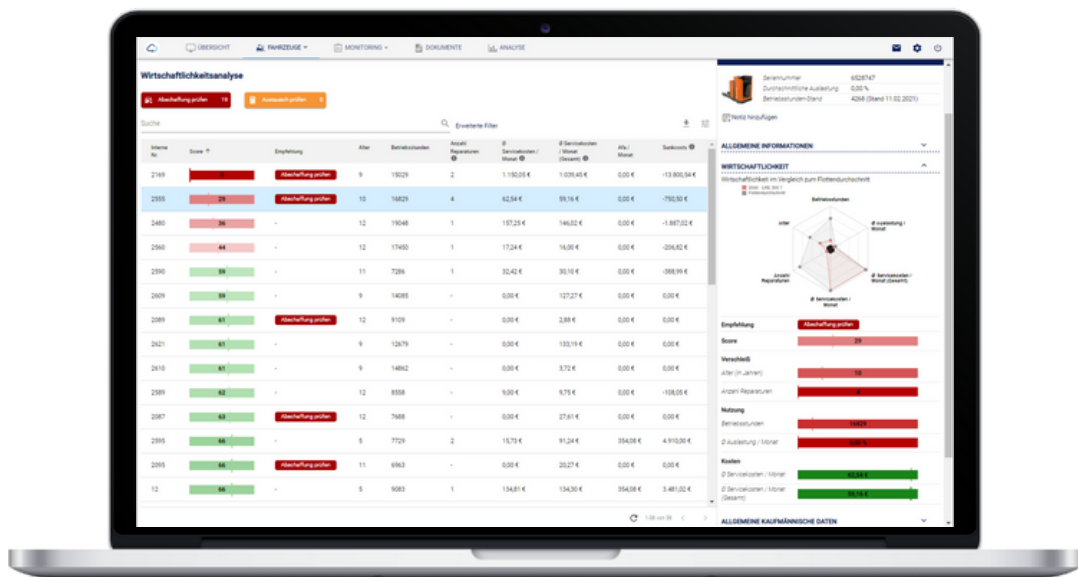 ÜBERSICHT FAHRZEUGE MONITORING DOKUMENTE ANALYSE
Wirtschaftlichkeitsanalyse
Abschaffung prüfen 19 Austausch prüfen 0
Suche Erweiterte Filter
Interne Nr. Score Empfehlung Alter Betriebsstunden Anzahl Reparaturen Ø Servicekosten / Monat Ø Servicekosten / Monat (Gesamt) Afa / Monat Sunkcosts
2169 Abschaffung prüfen 9 15029 2 1.150,05 € 1.039,45 € 0,00 € -13.800,54 €
2555 29 Abschaffung prüfen 10 16829 4 62,54 € 59,16 € 0,00 € -750,50 €
2480 36 - 12 19048 1 157,25 € 146,02 € 0,00 € -1.887,02 €
2560 44 - 12 17450 1 17,24 € 16,00 € 0,00 € -206,82 €
2590 59 - 11 7286 1 32,42 € 30,10 € 0,00 € -388,99 €
2609 59 - 9 14085 - 0,00 € 127,27 € 0,00 € 0,00 €
2089 61 Abschaffung prüfen 12 9109 - 0,00 € 2,88 € 0,00 € 0,00 €
2621 61 - 9 12679 - 0,00 € 133,19 € 0,00 € 0,00 €
2610 61 - 9 14862 - 0,00 € 3,72 € 0,00 € 0,00 €
2589 62 - 12 8558 - 9,00 € 9,75 € 0,00 € -108,05 €
2087 63 Abschaffung prüfen 12 7688 - 0,00 € 27,61 € 0,00 € 0,00 €
2595 66 - 5 7729 2 15,73 € 91,24 € 354,08 € 4.910,00 €
2095 66 Abschaffung prüfen 11 6963 - 0,00 € 20,27 € 0,00 € 0,00 €
12 66 - 5 9083 1 134,81 € 134,30 € 354,08 € 3.481,02 €
Seriennummer 6528747
Durchschnittliche Auslastung 0,00 %
Betriebsstunden-Stand 4268 (Stand 11.02.2021)
Notiz hinzufügen
ALLGEMEINE INFORMATIONEN
WIRTSCHAFTLICHKEIT
Wirtschaftlichkeit im Vergleich zum Flottendurchschnitt
Flottendurchschnitt
Betriebsstunden
Alter
Ø Auslastung / Monat
Anzahl Reparaturen
Ø Servicekosten / Monat (Gesamt)
Ø Servicekosten / Monat
Empfehlung Abschaffung prüfen
Score 29
Verschleiß
Alter (in Jahren) 10
Anzahl Reparaturen 4
Nutzung
Betriebsstunden 16829
Ø Auslastung / Monat 0,00 %
Kosten
Ø Servicekosten / Monat 62,54 €
Ø Servicekosten / Monat (Gesamt) 59,16 €
ALLGEMEINE KAUFMÄNNISCHE DATEN